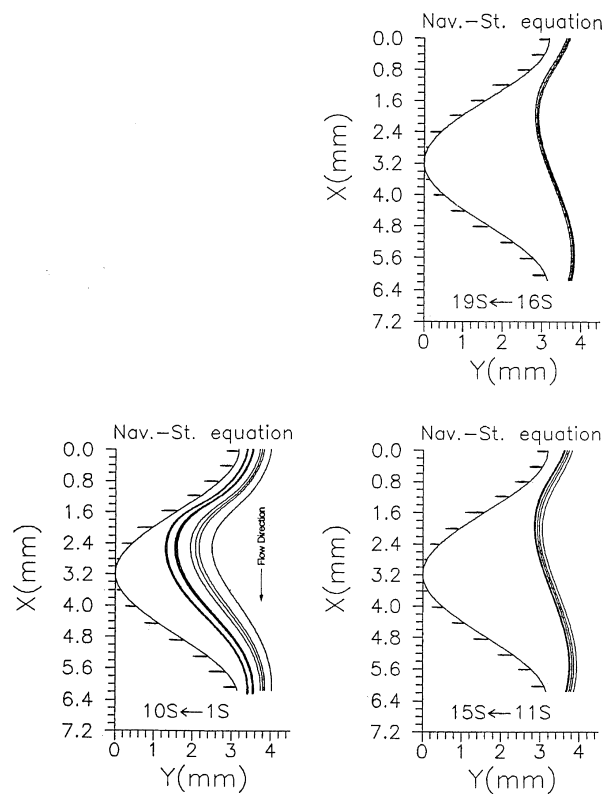 Nav.–St. equation
0.0
0.8
1.6
2.4
3.2
4.0
4.8
5.6
6.4
7.2
X(mm)
19S←16S
0 1 2 3 4
Y(mm)
Nav.–St. equation
0.0
0.8
1.6
2.4
3.2
4.0
4.8
5.6
6.4
7.2
X(mm)
Flow Direction
10S←1S
0 1 2 3 4
Y(mm)
Nav.–St. equation
0.0
0.8
1.6
2.4
3.2
4.0
4.8
5.6
6.4
7.2
X(mm)
15S←11S
0 1 2 3 4
Y(mm)